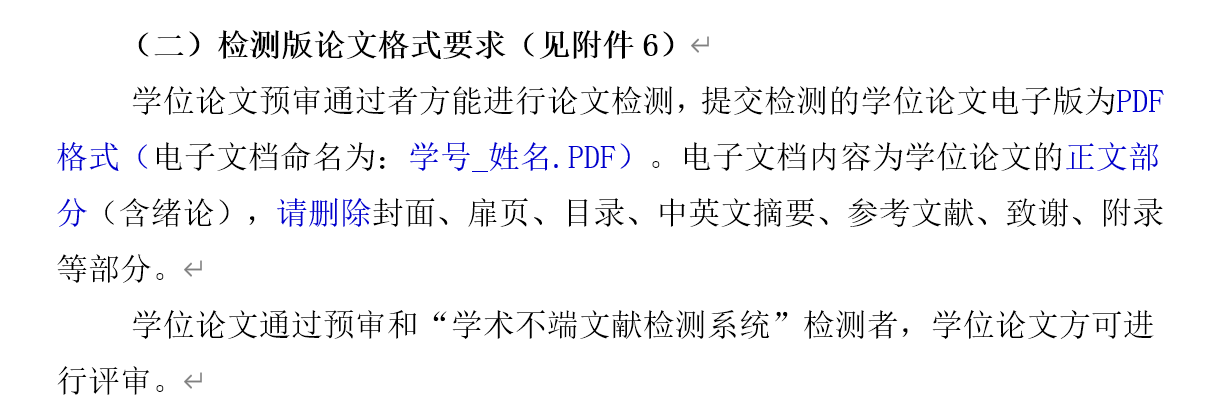 （二）检测版论文格式要求（见附件 6）↵
学位论文预审通过者方能进行论文检测，提交检测的学位论文电子版为PDF
格式（电子文档命名为：学号_姓名.PDF）。电子文档内容为学位论文的正文部
分（含绪论），请删除封面、扉页、目录、中英文摘要、参考文献、致谢、附录
等部分。↵
学位论文通过预审和“学术不端文献检测系统”检测者，学位论文方可进
行评审。↵